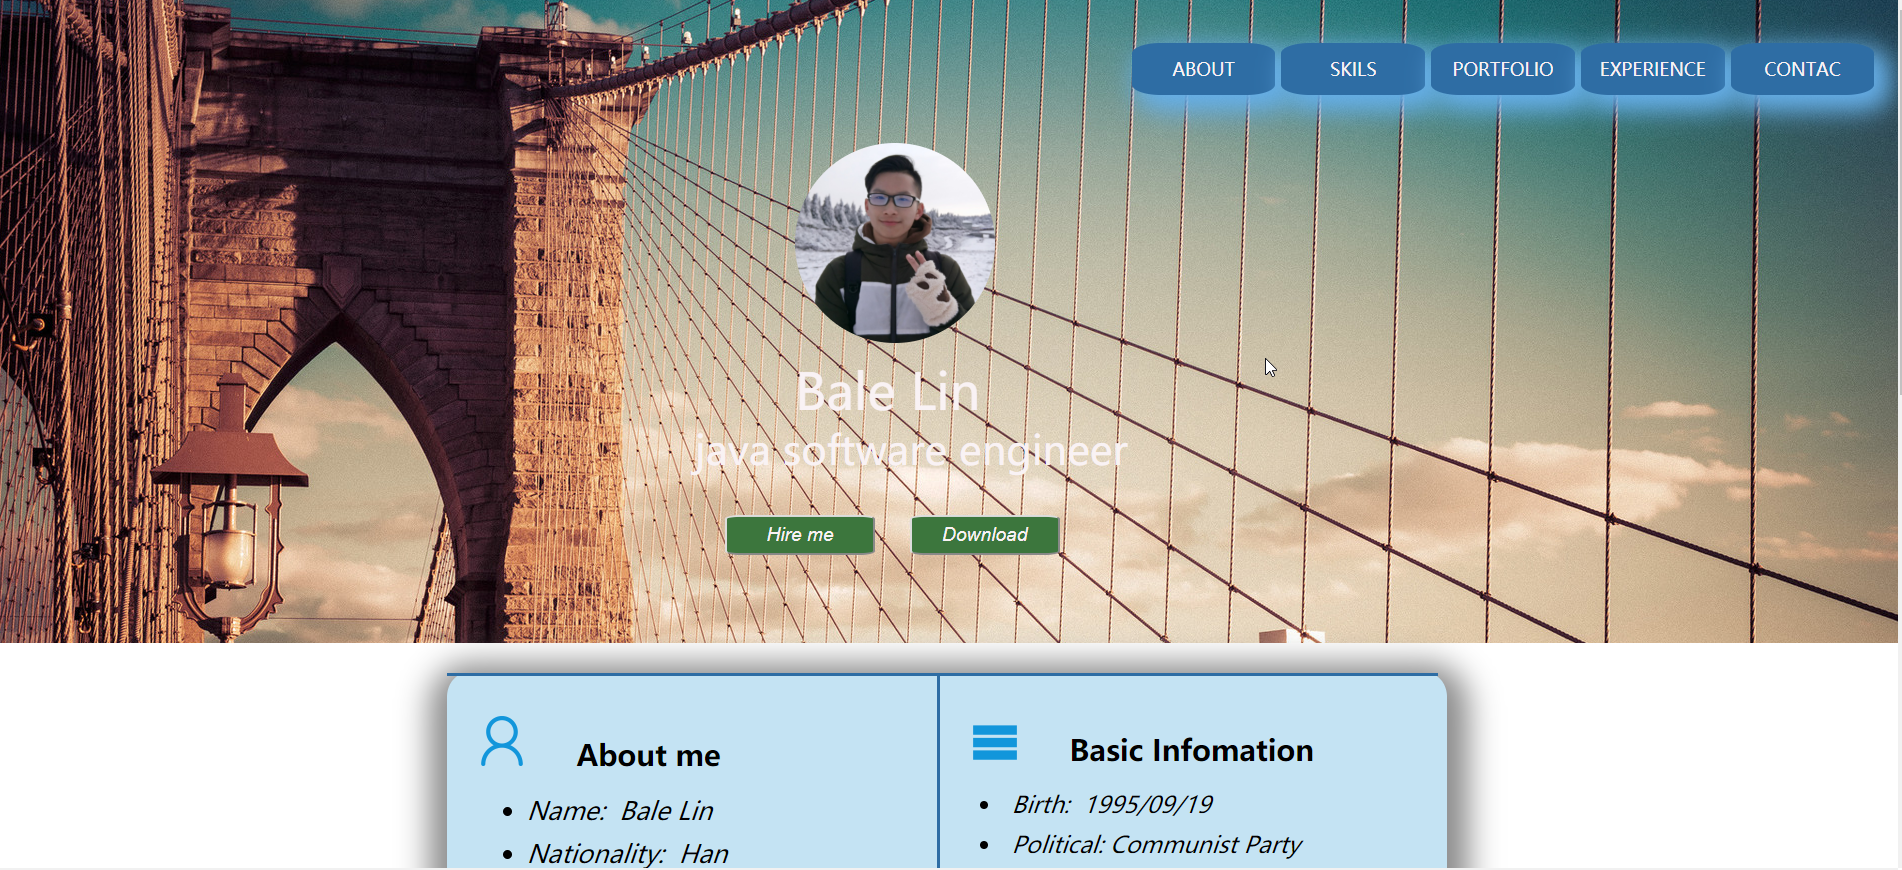 ABOUT SKILS PORTFOLIO EXPERIENCE CONTAC
Bale Lin
java software engineer
Hire me Download
About me
Name: Bale Lin
Nationality: Han
Basic Infomation
Birth: 1995/09/19
Political: Communist Party